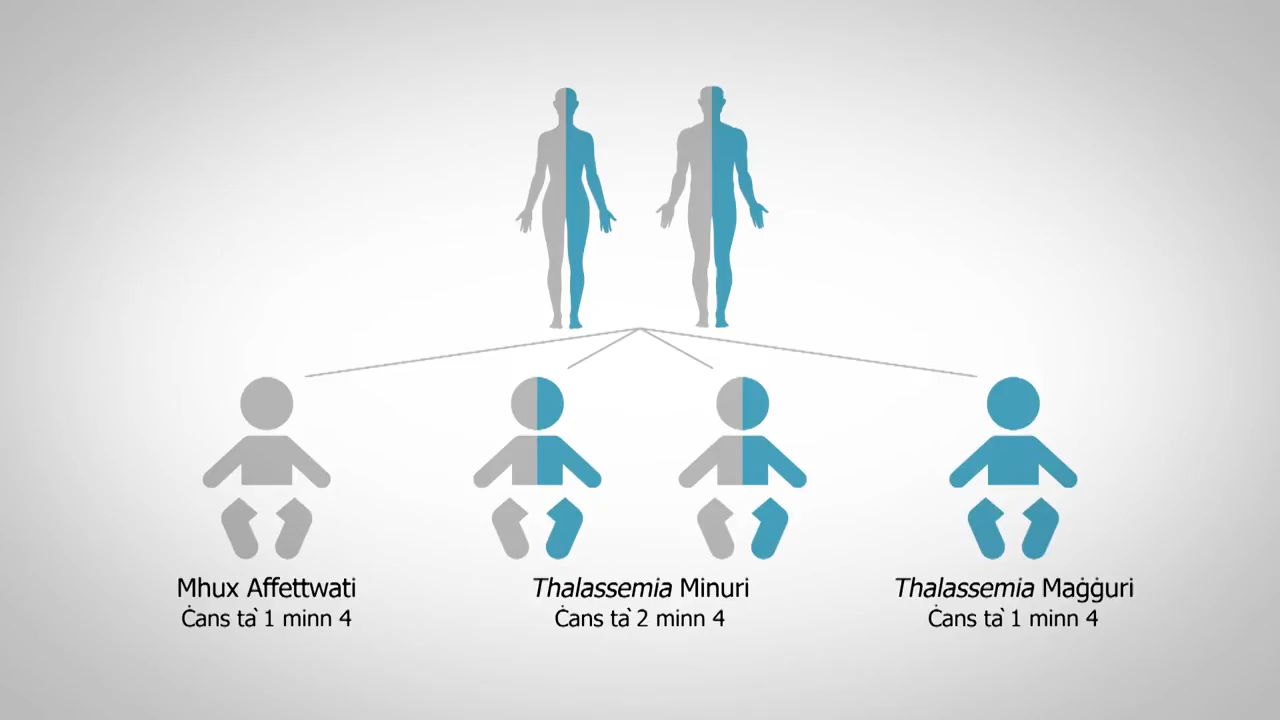 Mhux Affettwati
Ċans ta` 1 minn 4
Thalassemia Minuri
Ċans ta` 2 minn 4
Thalassemia Maġġuri
Ċans ta` 1 minn 4